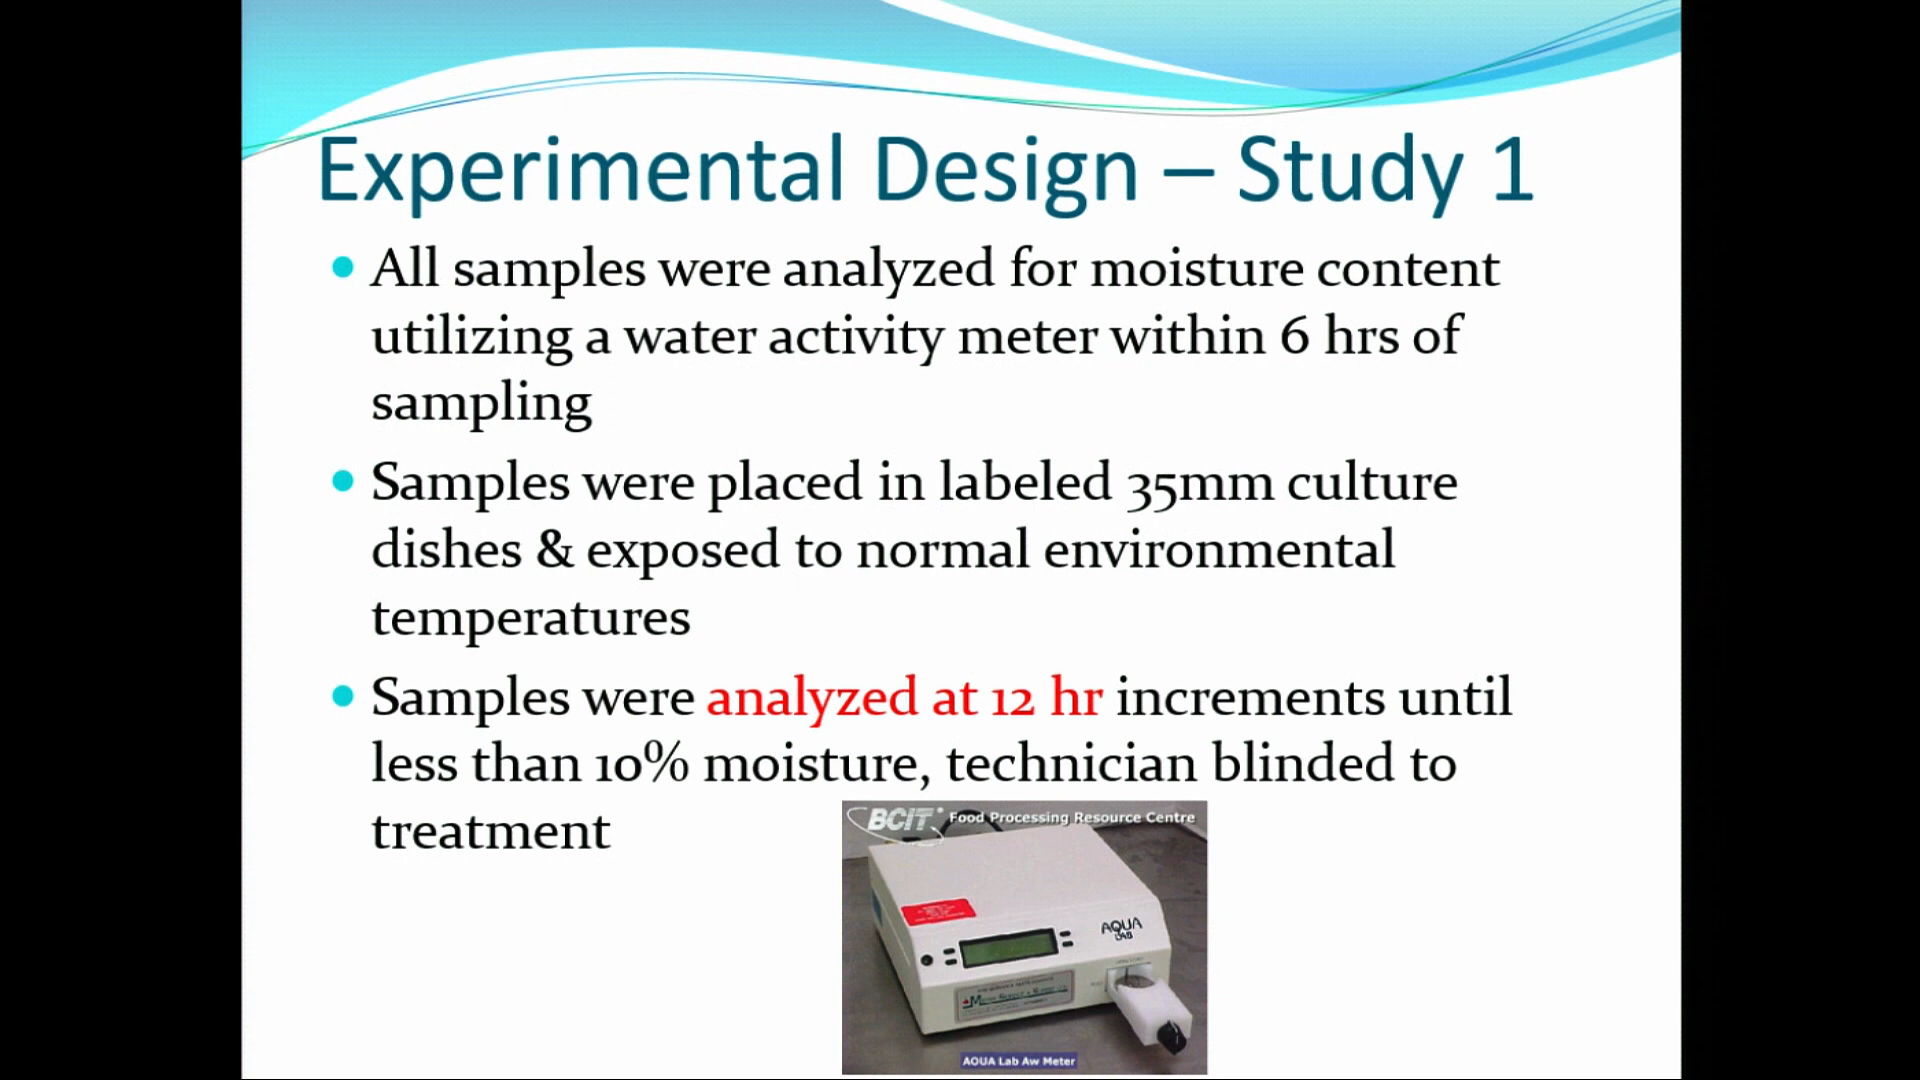 Experimental Design – Study 1
All samples were analyzed for moisture content
utilizing a water activity meter within 6 hrs of
sampling
Samples were placed in labeled 35mm culture
dishes & exposed to normal environmental
temperatures
Samples were analyzed at 12 hr increments until
less than 10% moisture, technician blinded to
treatment
BCIT Food Processing Resource Centre
AQUA
LAB
AQUA Lab Aw Meter